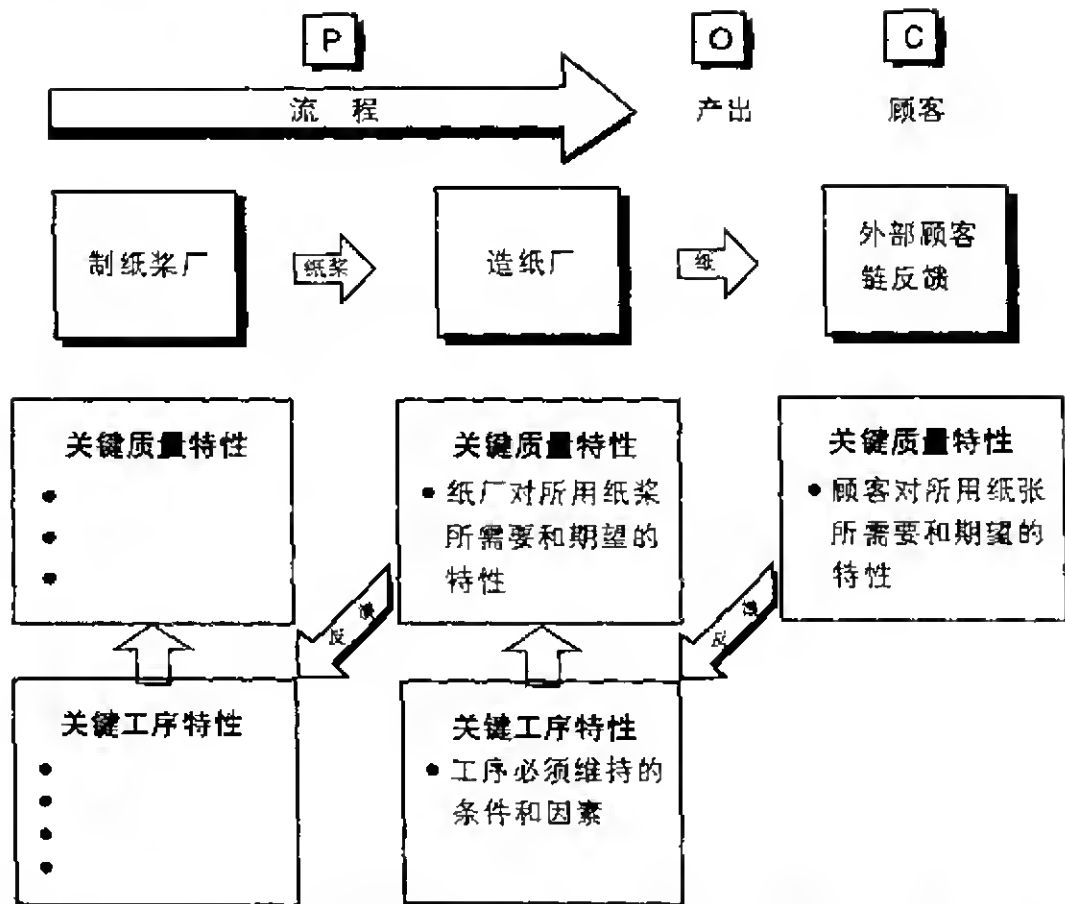 P
O
C
流 程
产出
顾客
制纸浆厂
纸浆
造纸厂
纸
外部顾客
链反馈
关键质量特性
•
•
•
关键质量特性
• 纸厂对所用纸浆
所需要和期望的
特性
关键质量特性
• 顾客对所用纸张
所需要和期望的
特性
反馈
反馈
关键工序特性
•
•
•
•
关键工序特性
• 工序必须维持的
条件和因素